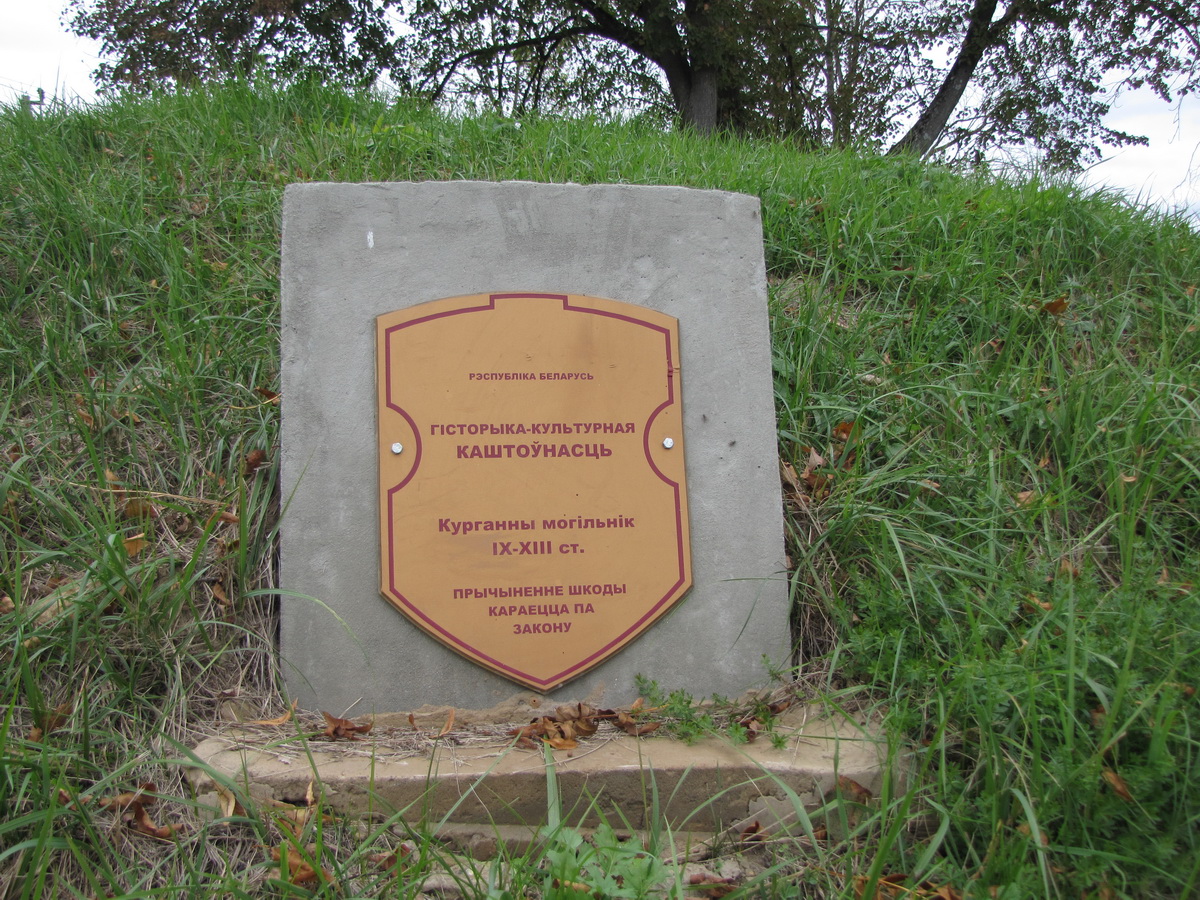 РЭСПУБЛІКА БЕЛАРУСЬ
ГІСТОРЫКА-КУЛЬТУРНАЯ
КАШТОЎНАСЦЬ
Курганны могільнік
IX-XIII ст.
ПРЫЧЫНЕННЕ ШКОДЫ
КАРАЕЦЦА ПА
ЗАКОНУ